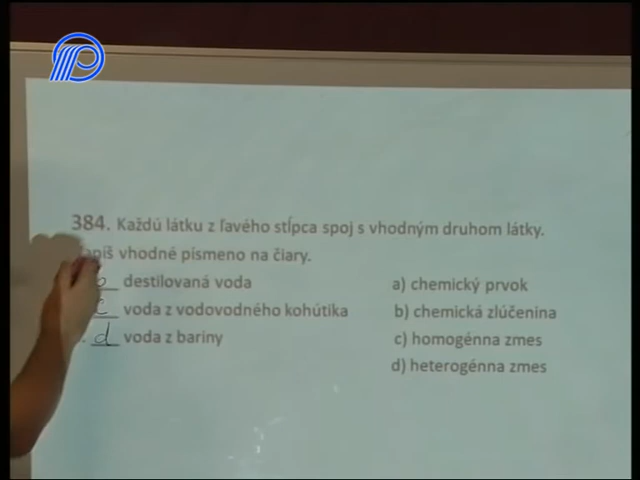 384. Každú látku z ľavého stĺpca spoj s vhodným druhom látky.
vhodné písmeno na čiary.
b destilovaná voda
c voda z vodovodného kohútika
d voda z bariny
a) chemický prvok
b) chemická zlúčenina
c) homogénna zmes
d) heterogénna zmes